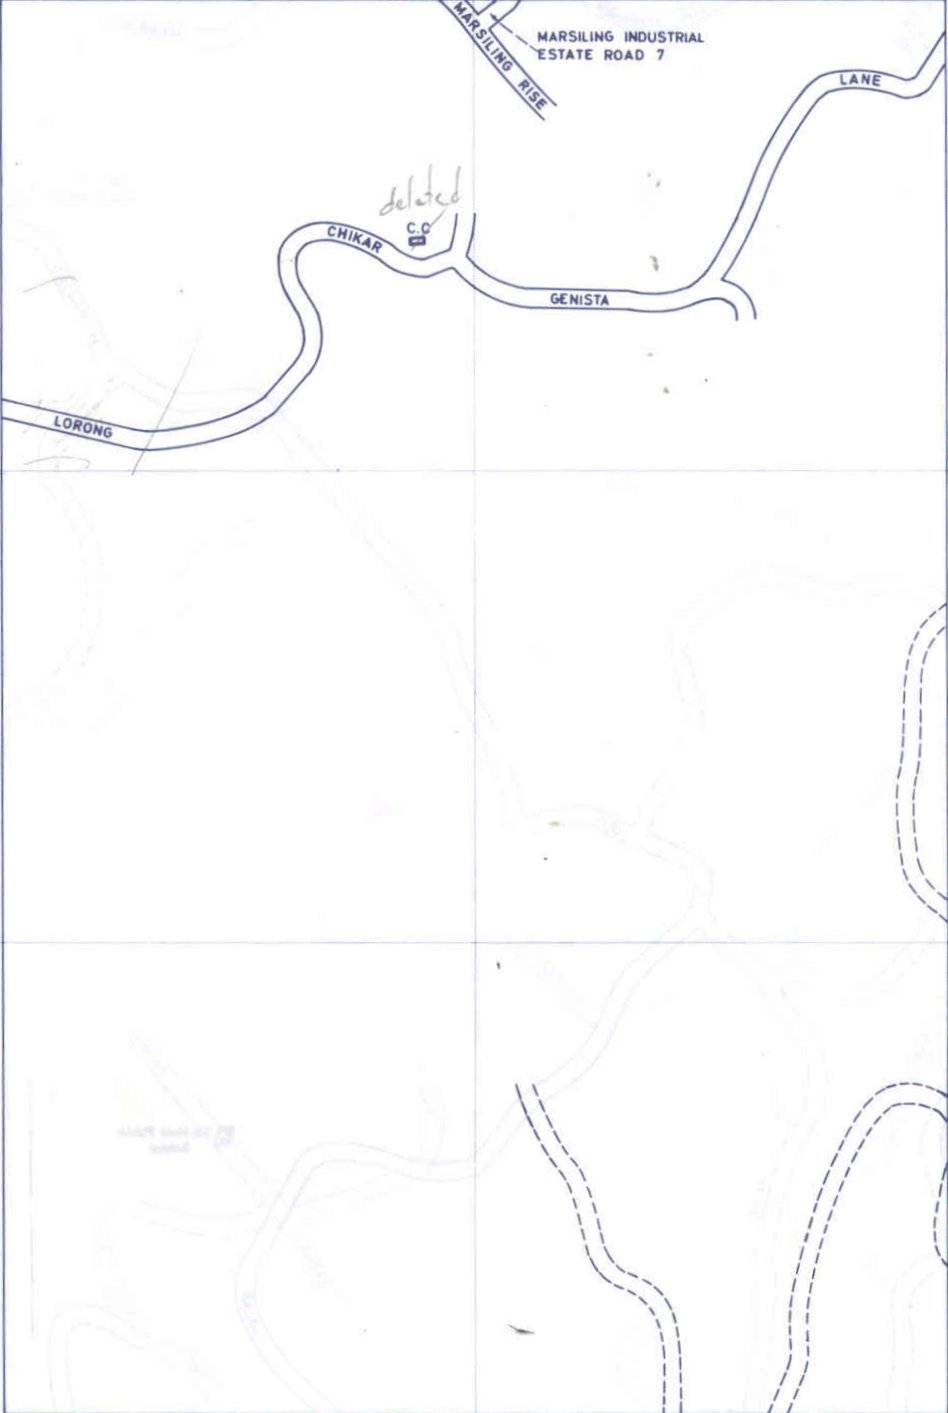 MARSILING RISE
MARSILING INDUSTRIAL
ESTATE ROAD 7
LANE
deleted
C.C
CHIKAR
GENISTA
LORONG